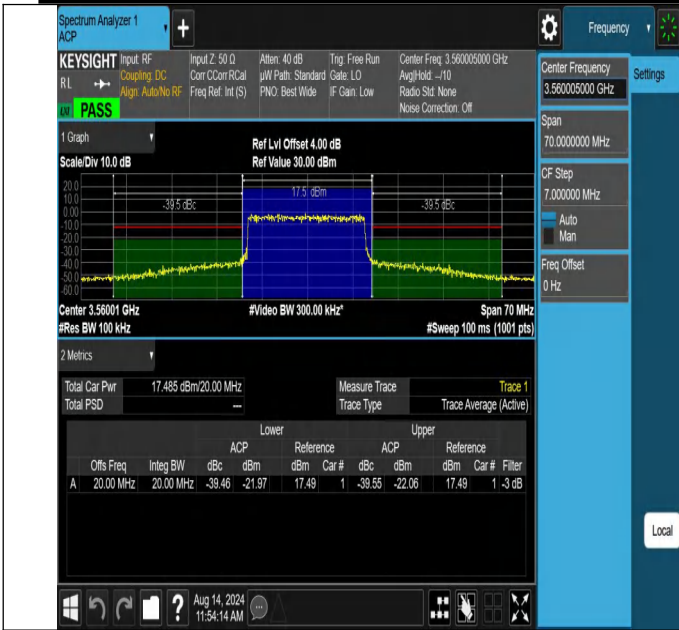 Spectrum Analyzer 1
ACP
+
Frequency
KEYSIGHT
RL
PASS
Input: RF
Coupling: DC
Align: Auto/No RF
Input Z: 50 Ω
Corr CCorr RCal
Freq Ref: Int (S)
Atten: 40 dB
µW Path: Standard
PNO: Best Wide
Trig: Free Run
Gate: LO
IF Gain: Low
Center Freq: 3.560005000 GHz
Avg|Hold: --/10
Radio Std: None
Noise Correction: Off
Center Frequency
3.560005000 GHz
Settings
Span
70.0000000 MHz
CF Step
7.000000 MHz
Auto
Man
Freq Offset
0 Hz
1 Graph
Scale/Div 10.0 dB
Ref Lvl Offset 4.00 dB
Ref Value 30.00 dBm
20.0
10.0
0.00
-10.0
-20.0
-30.0
-40.0
-50.0
-60.0
-39.5 dBc
17.5 dBm
-39.5 dBc
Center 3.56001 GHz
#Video BW 300.00 kHz*
Span 70 MHz
#Res BW 100 kHz
#Sweep 100 ms (1001 pts)
2 Metrics
Total Car Pwr 17.485 dBm/20.00 MHz
Total PSD ---
Measure Trace Trace 1
Trace Type Trace Average (Active)
Lower Upper
ACP Reference ACP Reference
Offs Freq Integ BW dBc dBm dBm Car # dBc dBm dBm Car # Filter
A 20.00 MHz 20.00 MHz -39.46 -21.97 17.49 1 -39.55 -22.06 17.49 1 -3 dB
Local
?
Aug 14, 2024
11:54:14 AM